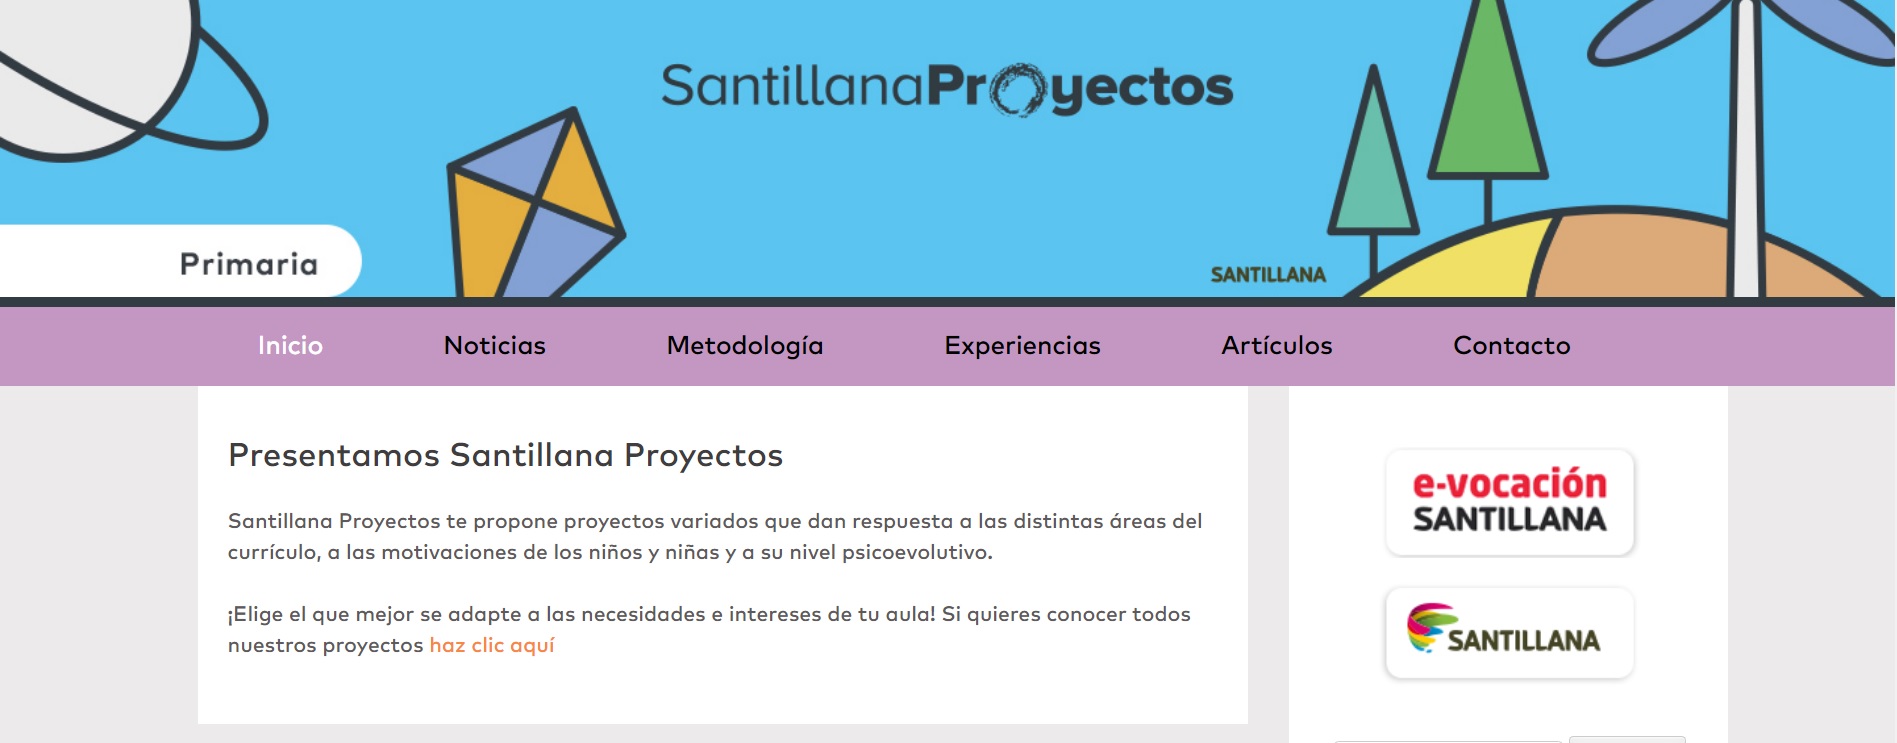 SantillanaProyectos
Primaria
SANTILLANA
Inicio Noticias Metodología Experiencias Artículos Contacto
Presentamos Santillana Proyectos
Santillana Proyectos te propone proyectos variados que dan respuesta a las distintas áreas del
currículo, a las motivaciones de los niños y niñas y a su nivel psicoevolutivo.
¡Elige el que mejor se adapte a las necesidades e intereses de tu aula! Si quieres conocer todos
nuestros proyectos haz clic aquí
e-vocación
SANTILLANA
SANTILLANA